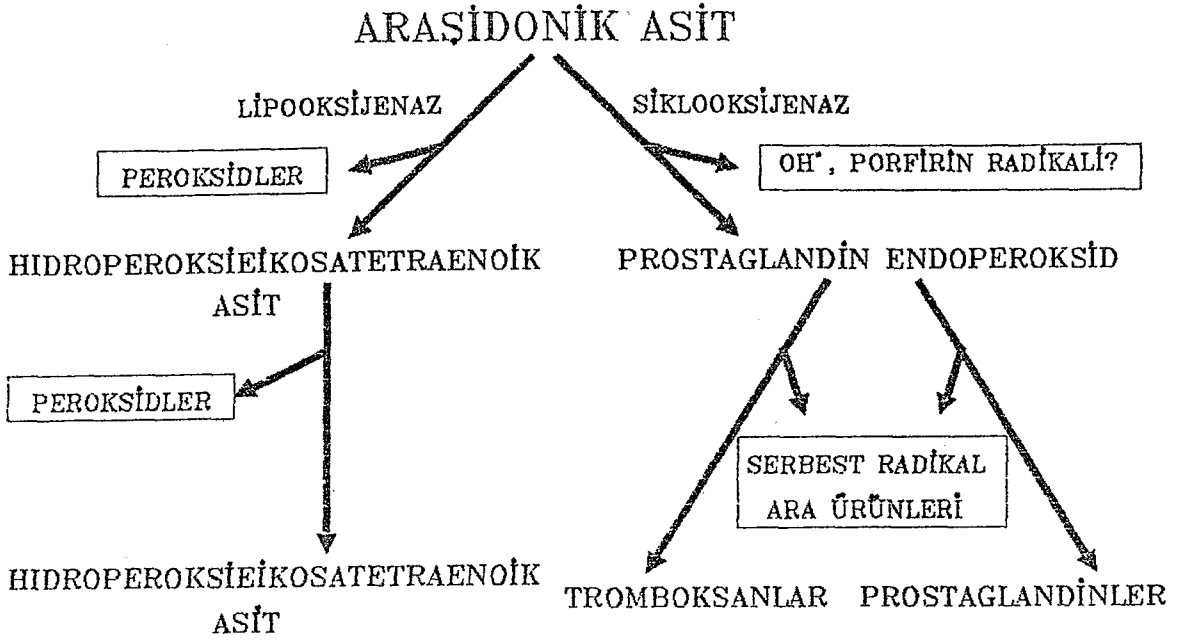 ARAŞİDONİK ASİT
LİPOOKSİJENAZ
SİKLOOKSİJENAZ
PEROKSİDLER
OH•, PORFİRİN RADİKALİ?
HIDROPEROKSİEİKOSATETRAENOİK
ASİT
PROSTAGLANDİN ENDOPEROKSİD
PEROKSİDLER
SERBEST RADİKAL
ARA ÜRÜNLERİ
HIDROPEROKSİEİKOSATETRAENOİK
ASİT
TROMBOKSANLAR PROSTAGLANDİNLER